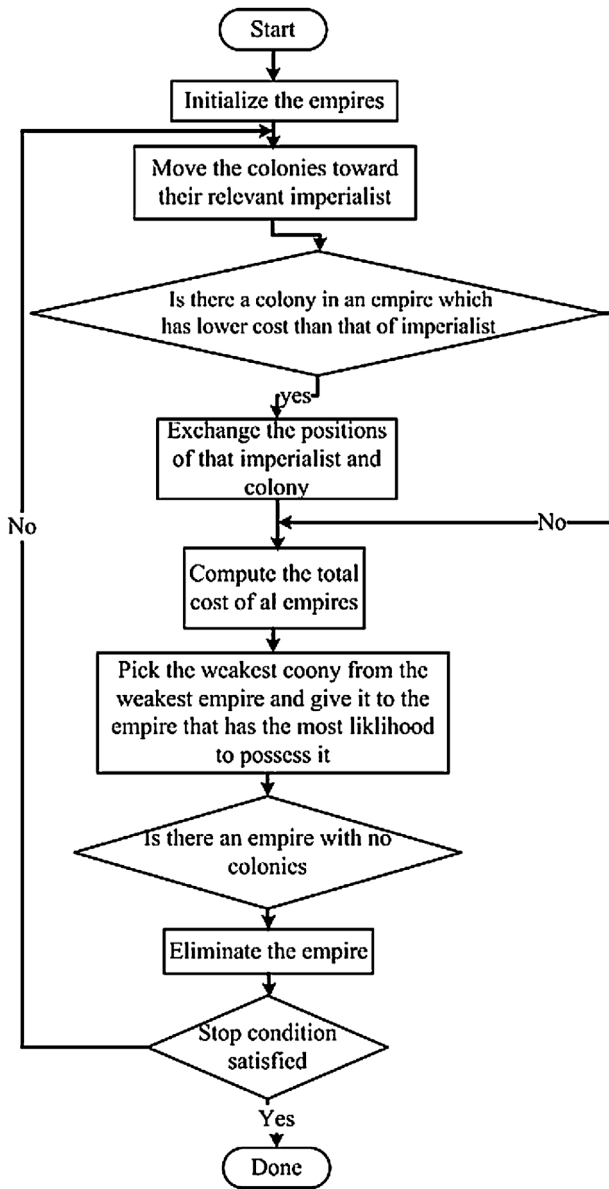 Start
Initialize the empires
Move the colonies toward
their relevant imperialist
Is there a colony in an empire which
has lower cost than that of imperialist
yes
Exchange the positions
of that imperialist and
colony
No
No
Compute the total
cost of al empires
Pick the weakest coony from the
weakest empire and give it to the
empire that has the most liklihood
to possess it
Is there an empire with no
colonies
Eliminate the empire
Stop condition
satisfied
Yes
Done